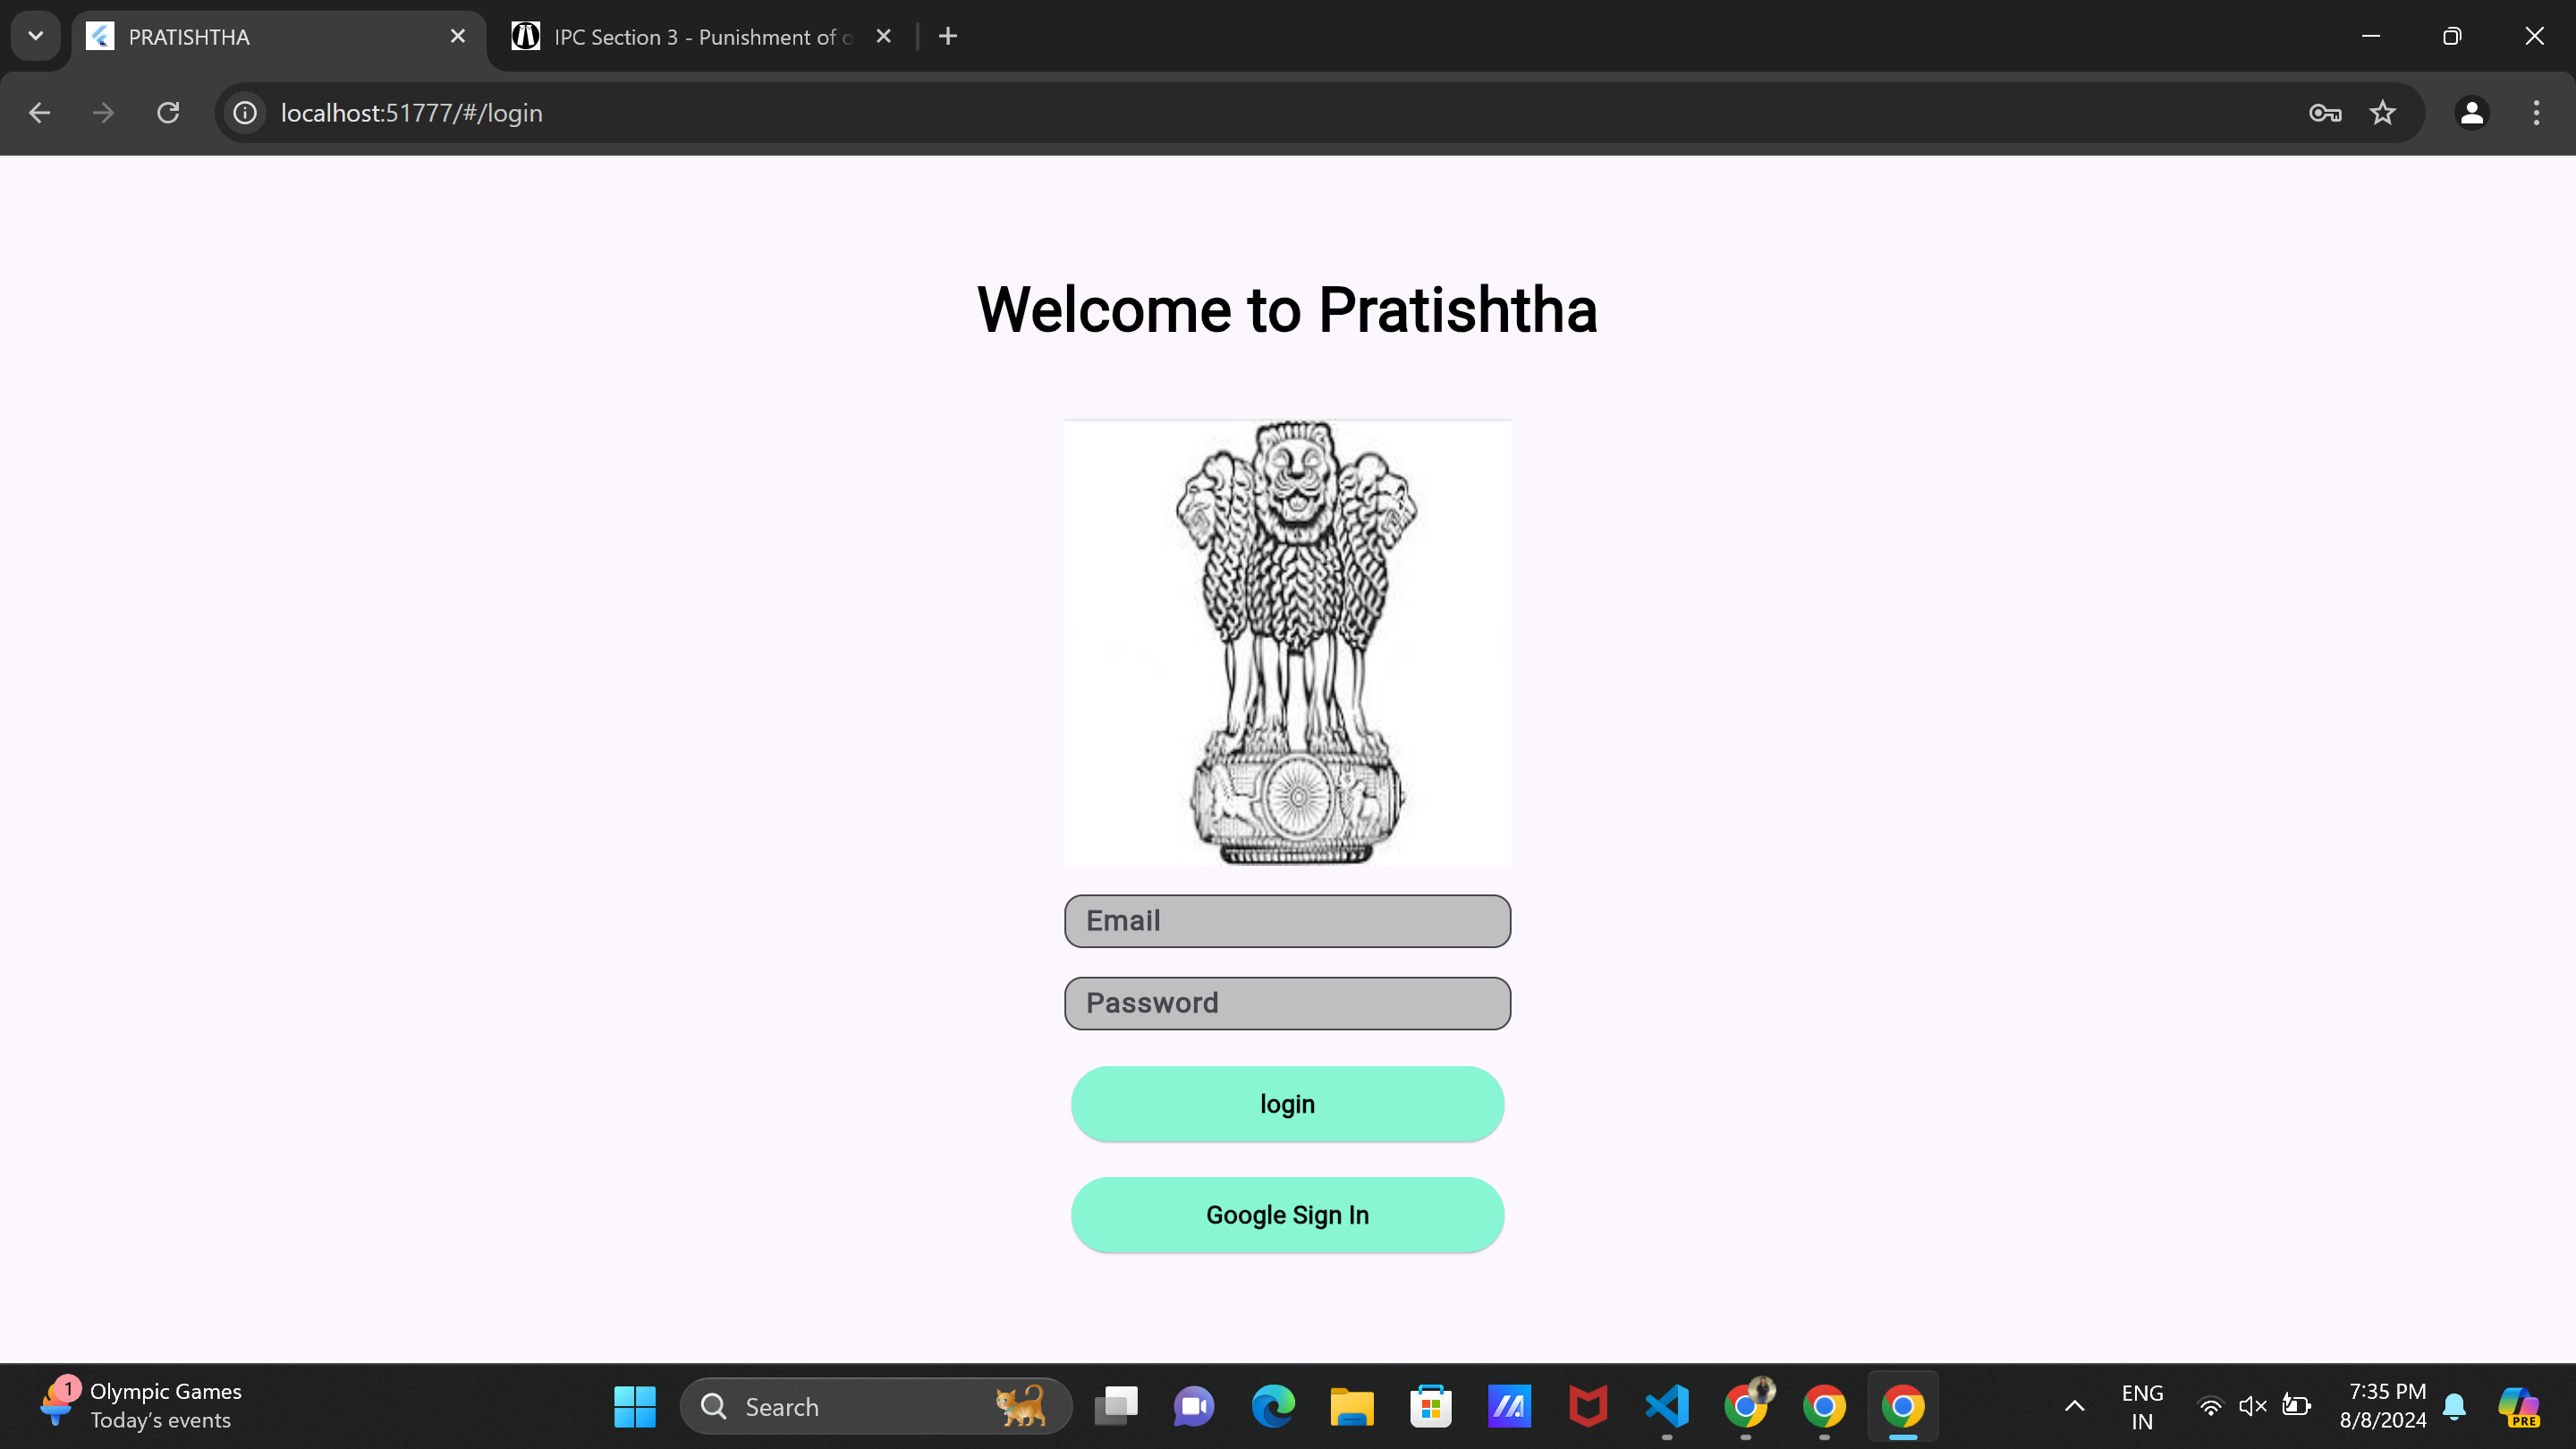 PRATISHTHA
IPC Section 3 - Punishment of
localhost:51777/#/login
Welcome to Pratishtha
Email
Password
login
Google Sign In
1
Olympic Games
Today's events
Search
ENG
IN
7:35 PM
8/8/2024
PRE